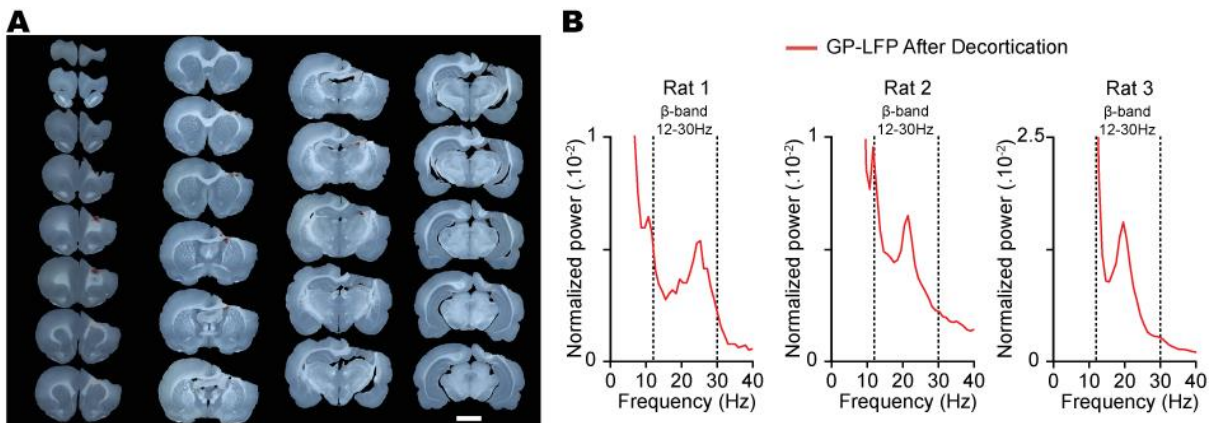 A
B
GP-LFP After Decortication
Rat 1
β-band
12-30Hz
Rat 2
β-band
12-30Hz
Rat 3
β-band
12-30Hz
Normalized power (.10-2)
1
0
0 10 20 30 40
Frequency (Hz)
Normalized power (.10-2)
1
0
0 10 20 30 40
Frequency (Hz)
Normalized power (.10-2)
2.5
0
0 10 20 30 40
Frequency (Hz)